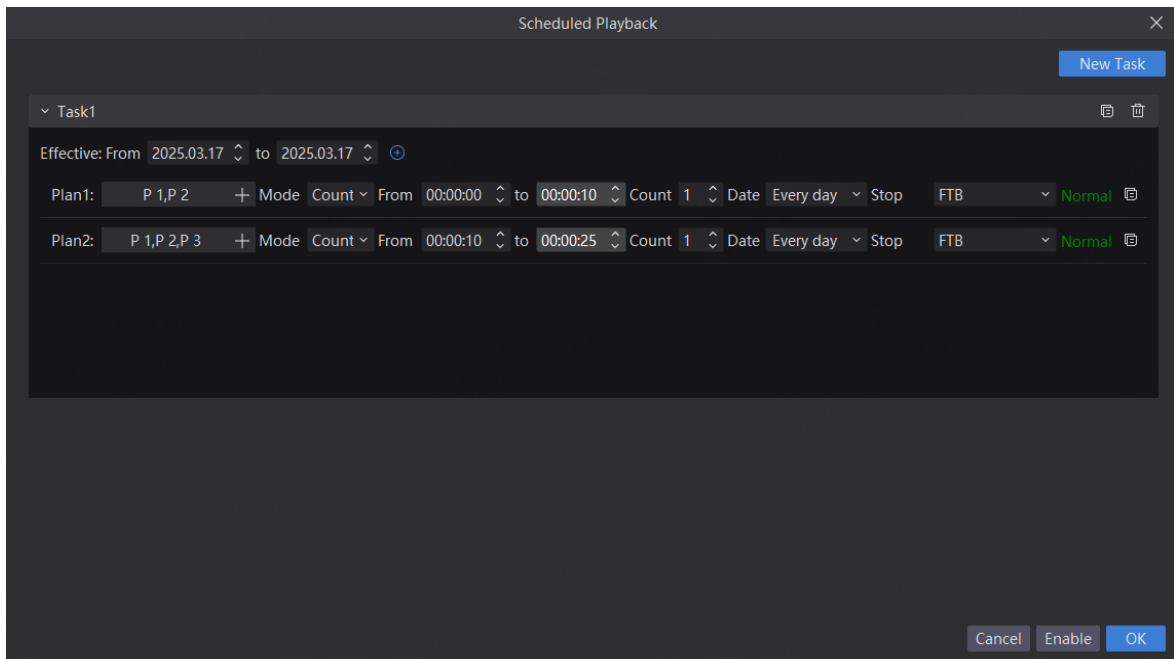 Scheduled Playback
New Task
Task1
Effective: From 2025.03.17 to 2025.03.17
Plan1: P 1,P 2 Mode Count From 00:00:00 to 00:00:10 Count 1 Date Every day Stop FTB Normal
Plan2: P 1,P 2,P 3 Mode Count From 00:00:10 to 00:00:25 Count 1 Date Every day Stop FTB Normal
Cancel Enable OK